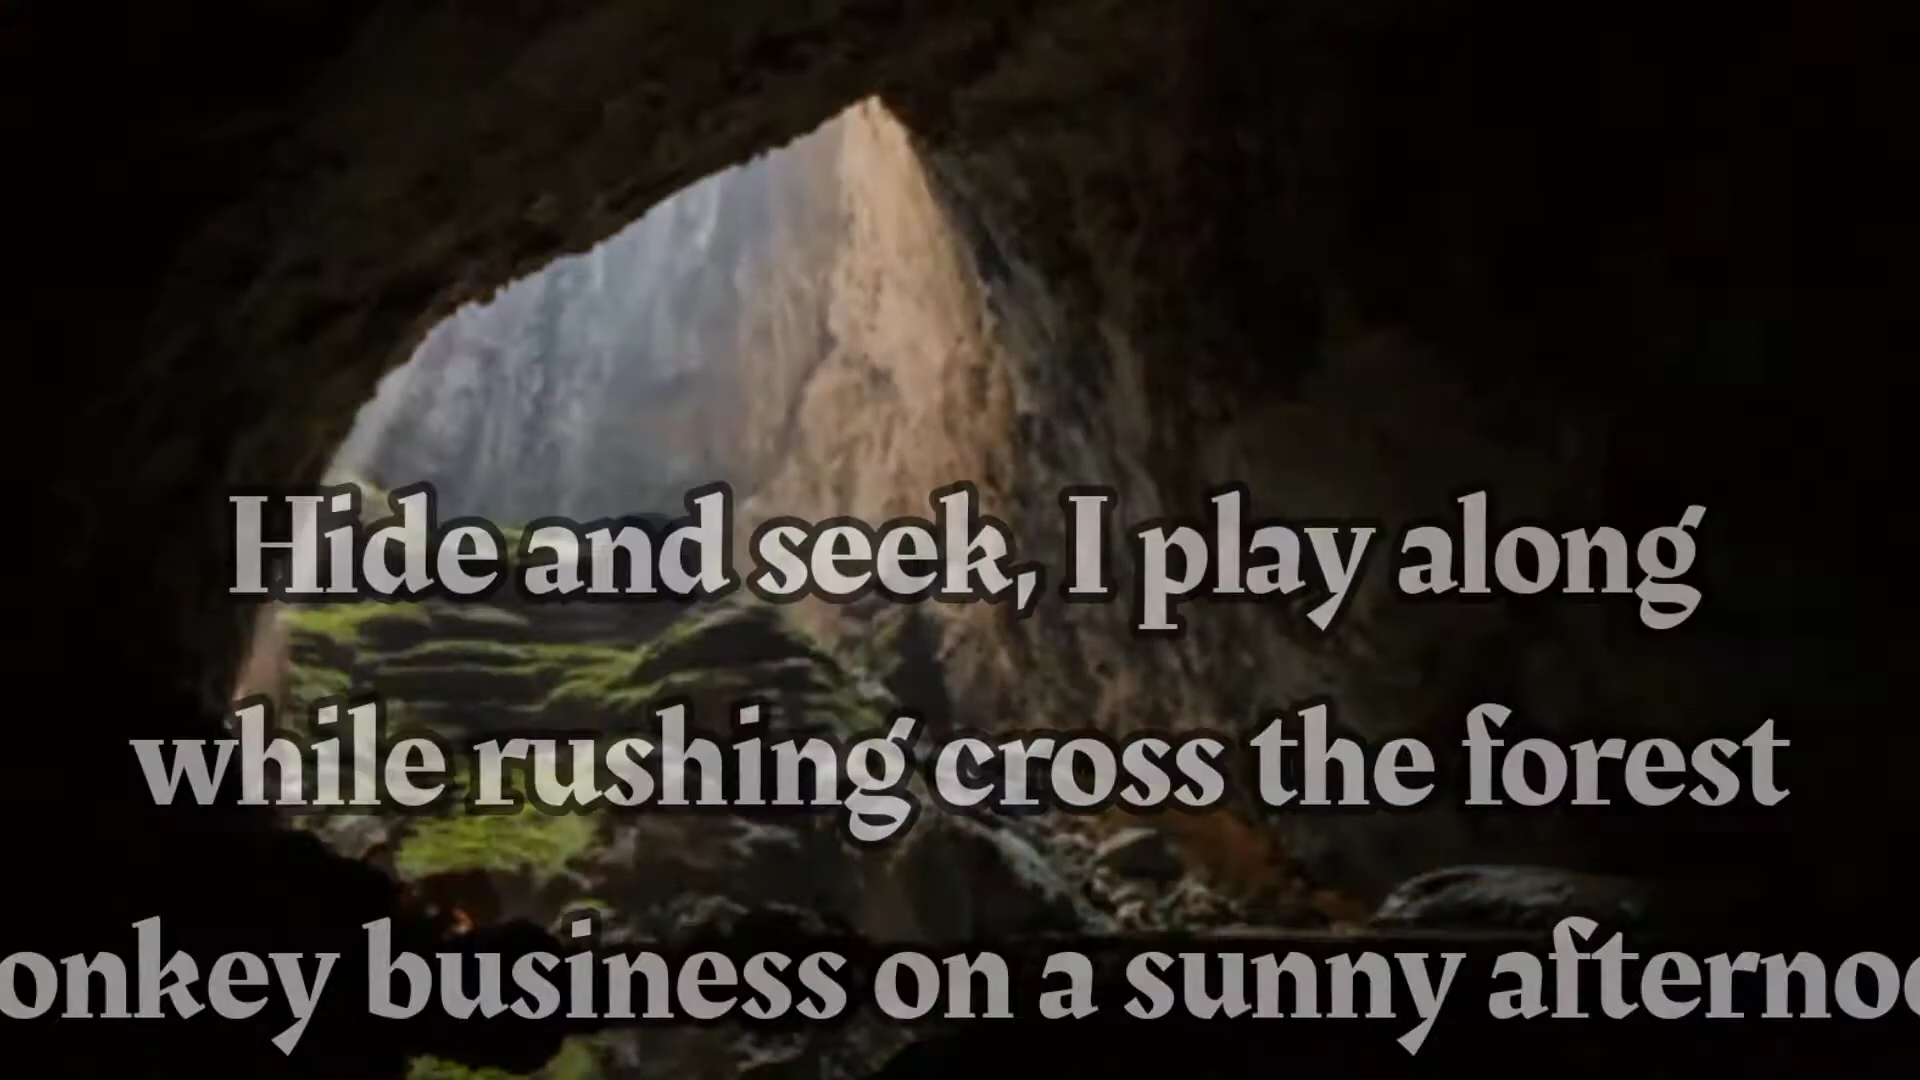 Hide and seek, I play along
while rushing cross the forest
onkey business on a sunny afternoo